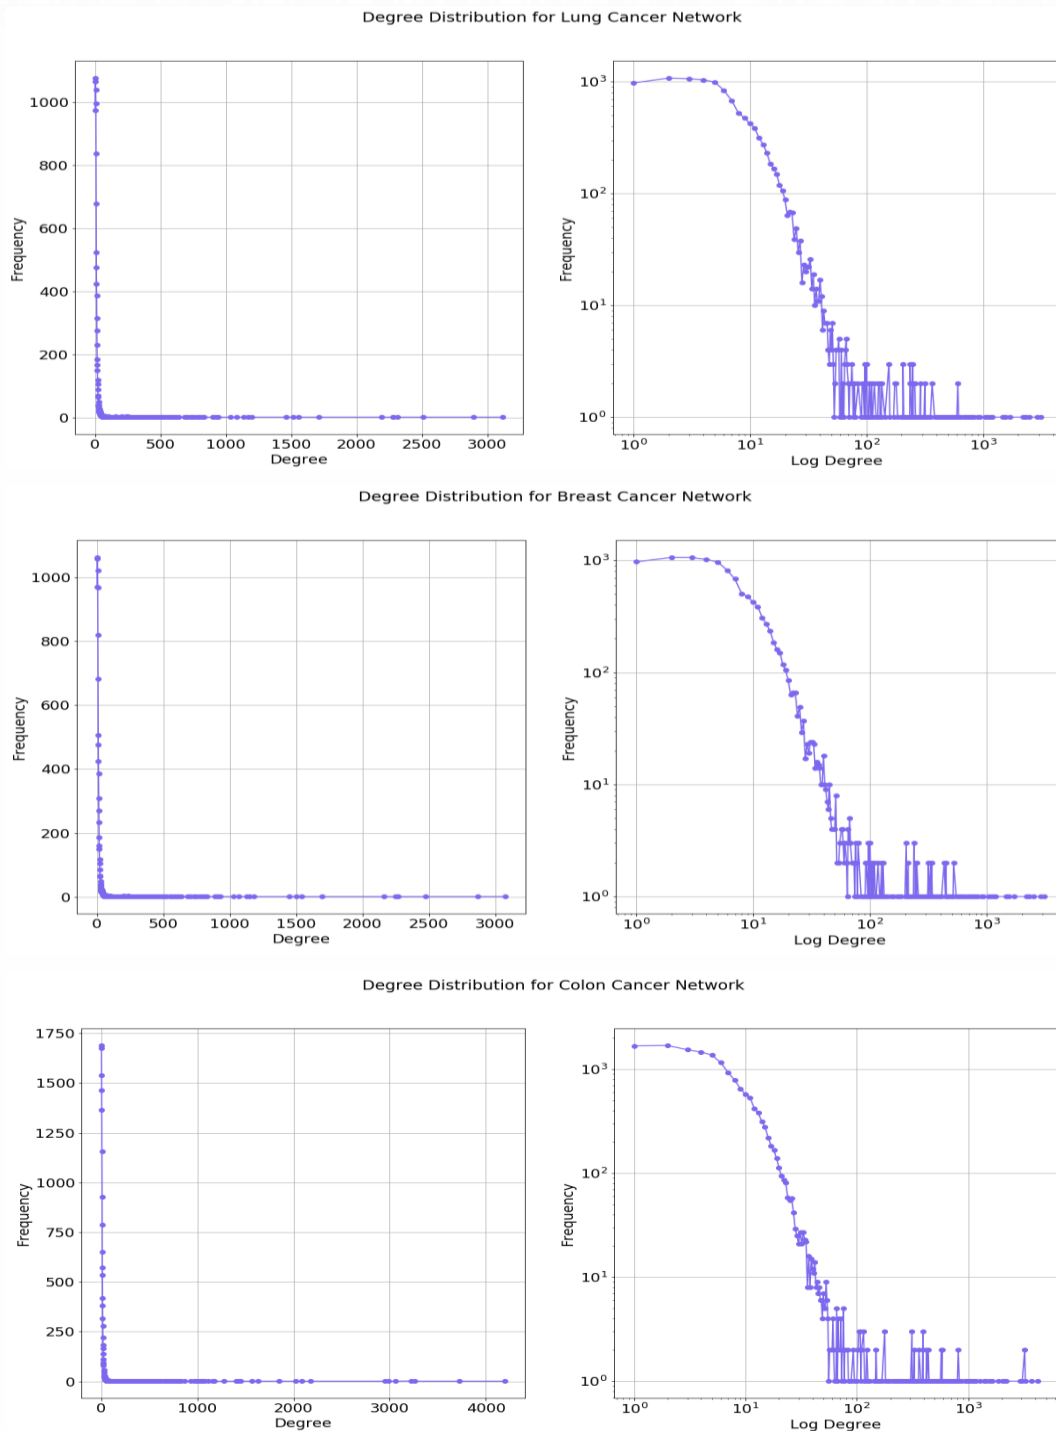 Degree Distribution for Lung Cancer Network
1000
800
600
400
200
0
Frequency
0 500 1000 1500 2000 2500 3000
Degree
10³
10²
10¹
10⁰
Frequency
10⁰ 10¹ 10² 10³
Log Degree
Degree Distribution for Breast Cancer Network
1000
800
600
400
200
0
Frequency
0 500 1000 1500 2000 2500 3000
Degree
10³
10²
10¹
10⁰
Frequency
10⁰ 10¹ 10² 10³
Log Degree
Degree Distribution for Colon Cancer Network
1750
1500
1250
1000
750
500
250
0
Frequency
0 1000 2000 3000 4000
Degree
10³
10²
10¹
10⁰
Frequency
10⁰ 10¹ 10² 10³
Log Degree